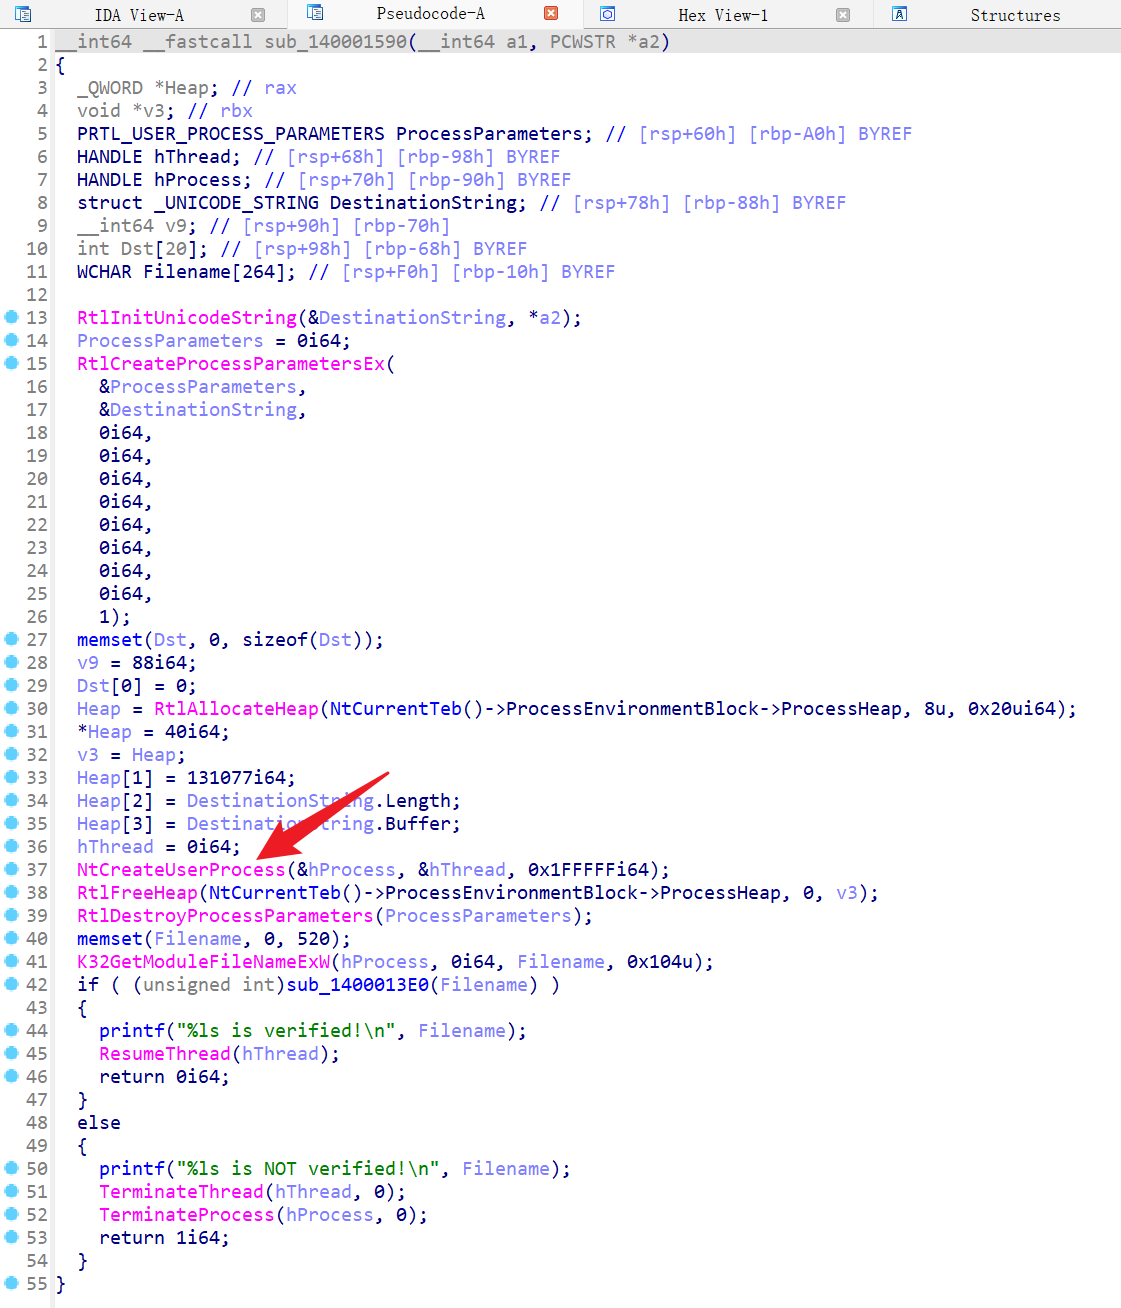 IDA View-A Pseudocode-A Hex View-1 Structures
1 __int64 __fastcall sub_140001590(__int64 a1, PCWSTR *a2)
2 {
3 _QWORD *Heap; // rax
4 void *v3; // rbx
5 PRTL_USER_PROCESS_PARAMETERS ProcessParameters; // [rsp+60h] [rbp-A0h] BYREF
6 HANDLE hThread; // [rsp+68h] [rbp-98h] BYREF
7 HANDLE hProcess; // [rsp+70h] [rbp-90h] BYREF
8 struct _UNICODE_STRING DestinationString; // [rsp+78h] [rbp-88h] BYREF
9 __int64 v9; // [rsp+90h] [rbp-70h]
10 int Dst[20]; // [rsp+98h] [rbp-68h] BYREF
11 WCHAR Filename[264]; // [rsp+F0h] [rbp-10h] BYREF
12
13 RtlInitUnicodeString(&DestinationString, *a2);
14 ProcessParameters = 0i64;
15 RtlCreateProcessParametersEx(
16 &ProcessParameters,
17 &DestinationString,
18 0i64,
19 0i64,
20 0i64,
21 0i64,
22 0i64,
23 0i64,
24 0i64,
25 0i64,
26 1);
27 memset(Dst, 0, sizeof(Dst));
28 v9 = 88i64;
29 Dst[0] = 0;
30 Heap = RtlAllocateHeap(NtCurrentTeb()->ProcessEnvironmentBlock->ProcessHeap, 8u, 0x20ui64);
31 *Heap = 40i64;
32 v3 = Heap;
33 Heap[1] = 131077i64;
34 Heap[2] = DestinationString.Length;
35 Heap[3] = DestinationString.Buffer;
36 hThread = 0i64;
37 NtCreateUserProcess(&hProcess, &hThread, 0x1FFFFFi64);
38 RtlFreeHeap(NtCurrentTeb()->ProcessEnvironmentBlock->ProcessHeap, 0, v3);
39 RtlDestroyProcessParameters(ProcessParameters);
40 memset(Filename, 0, 520);
41 K32GetModuleFileNameExW(hProcess, 0i64, Filename, 0x104u);
42 if ( (unsigned int)sub_1400013E0(Filename) )
43 {
44 printf("%ls is verified!\n", Filename);
45 ResumeThread(hThread);
46 return 0i64;
47 }
48 else
49 {
50 printf("%ls is NOT verified!\n", Filename);
51 TerminateThread(hThread, 0);
52 TerminateProcess(hProcess, 0);
53 return 1i64;
54 }
55 }